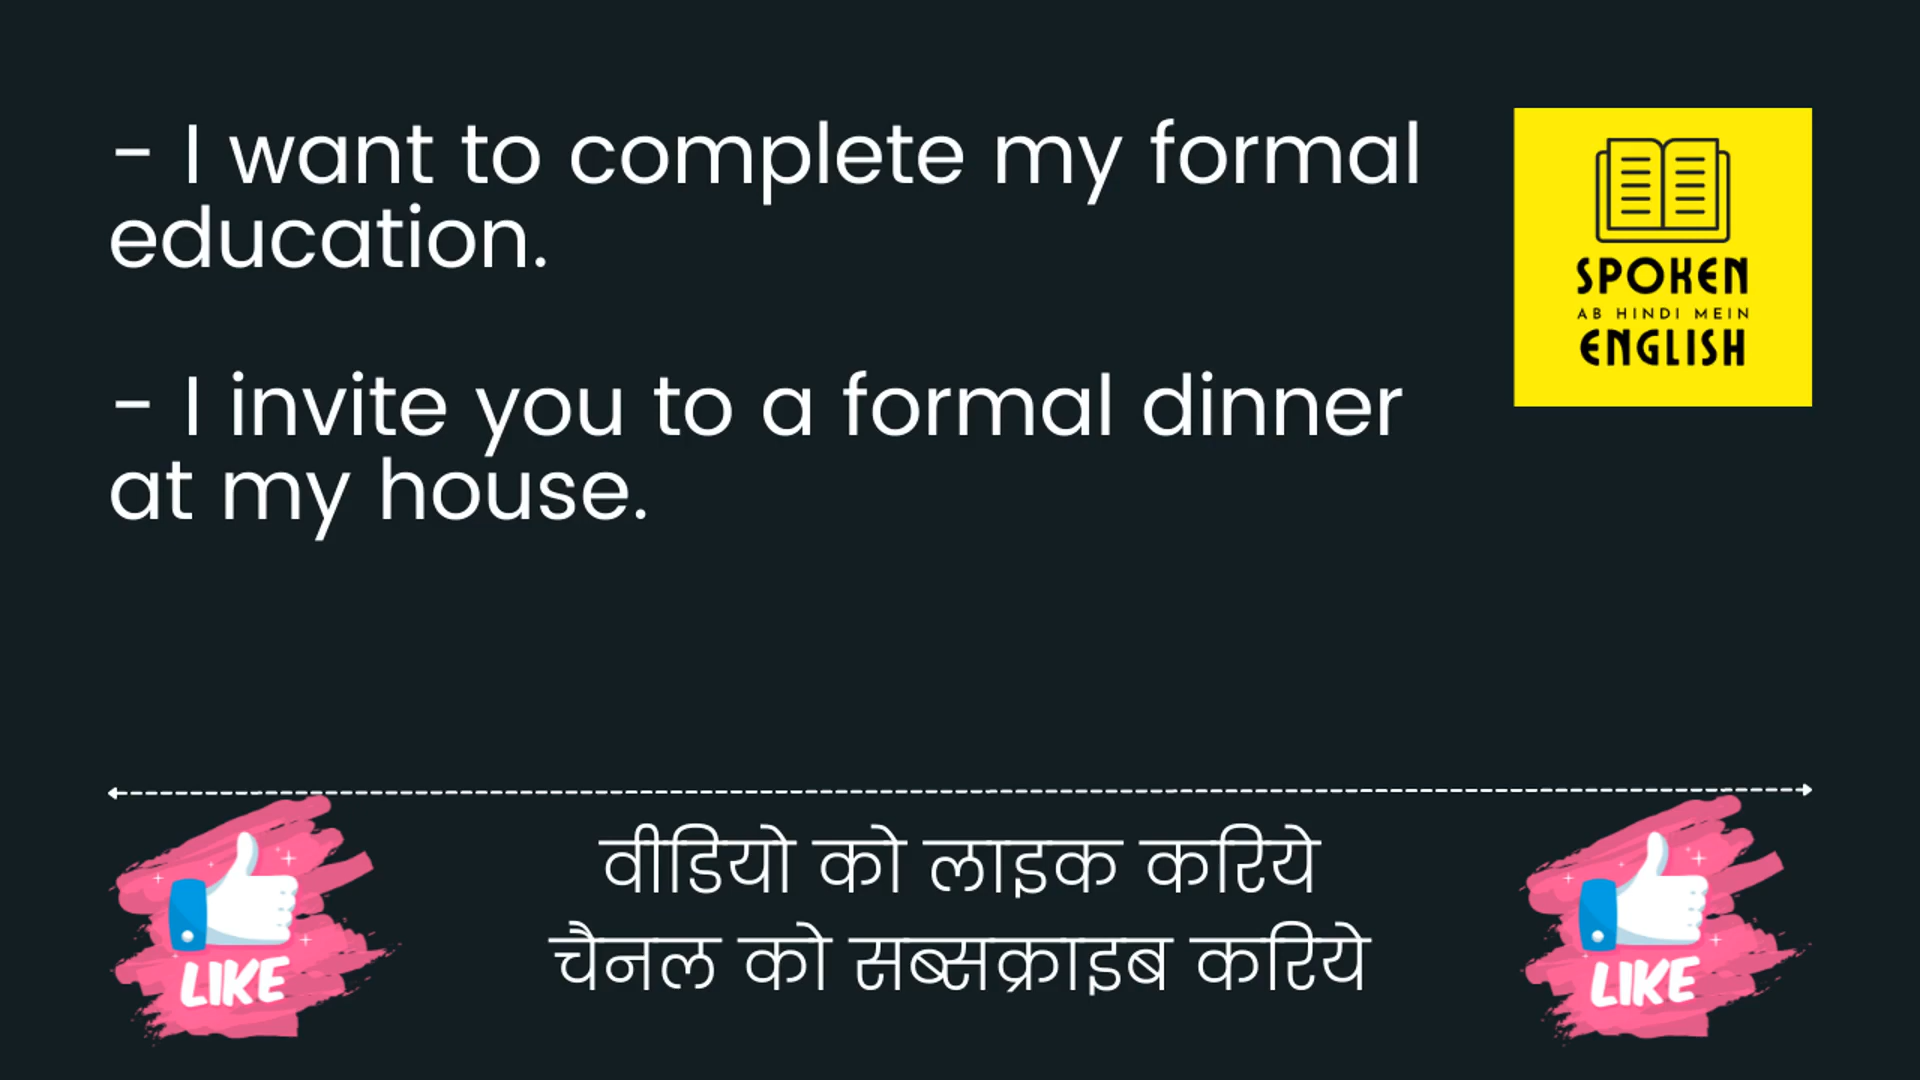 - I want to complete my formal
education.
- I invite you to a formal dinner
at my house.
SPOKEN
AB HINDI MEIN
ENGLISH
वीडियो को लाइक करिये
चैनल को सब्सक्राइब करिये
LIKE
LIKE